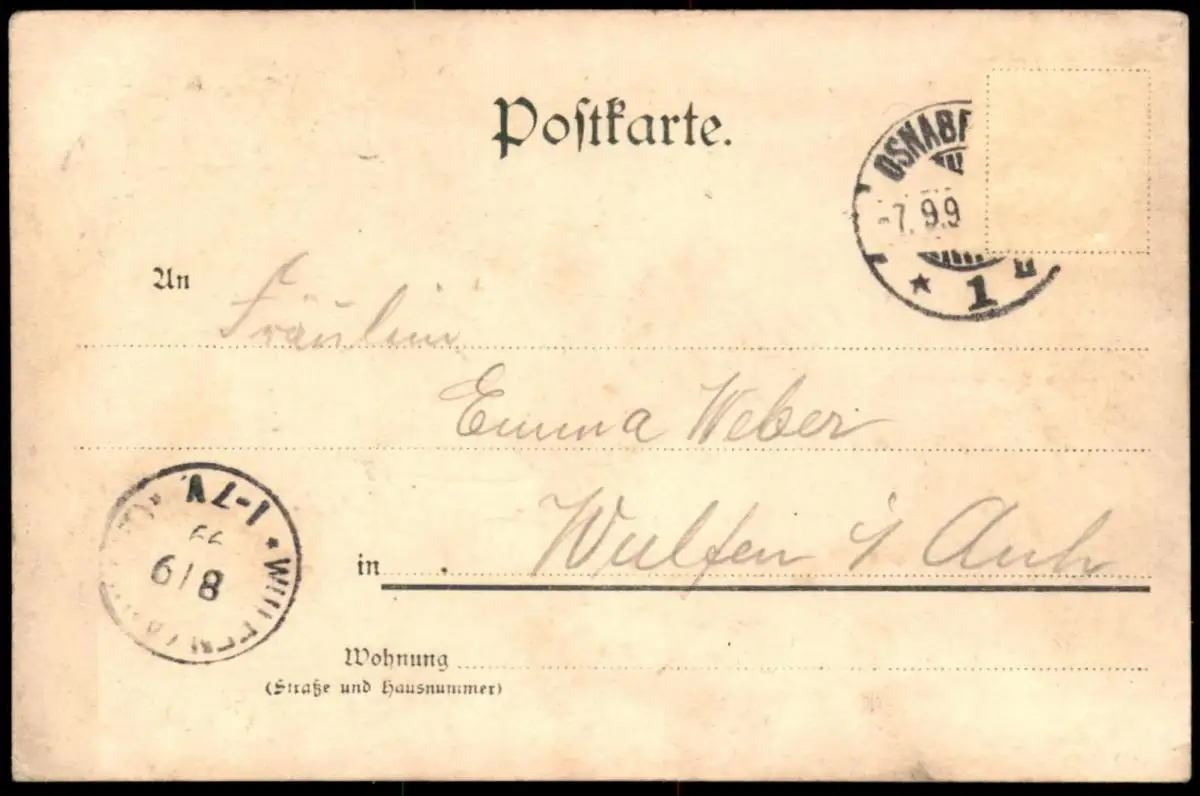 Postkarte.
OSNABR
-7. 9.9
* 1
An
Fräulein
Emma Weber
1-7 N.
* WULFEN
8/9
99
in Wulfen i/ Anh
Wohnung
(Straße und Hausnummer)